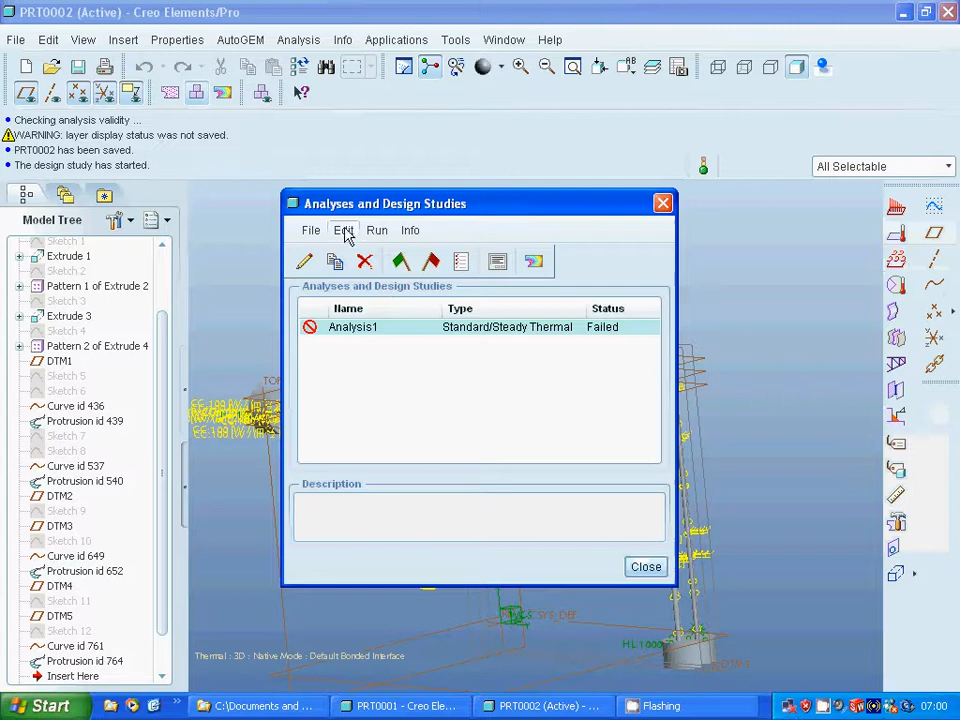 PRT0002 (Active) - Creo Elements/Pro
File Edit View Insert Properties AutoGEM Analysis Info Applications Tools Window Help
Checking analysis validity ...
WARNING: layer display status was not saved.
PRT0002 has been saved.
The design study has started.
All Selectable
Model Tree
Sketch 1
Extrude 1
Sketch 2
Pattern 1 of Extrude 2
Sketch 3
Extrude 3
Sketch 4
Pattern 2 of Extrude 4
DTM1
Sketch 5
Sketch 6
Curve id 436
Protrusion id 439
Sketch 7
Sketch 8
Curve id 537
Protrusion id 540
DTM2
Sketch 9
DTM3
Sketch 10
Curve id 649
Protrusion id 652
DTM4
Sketch 11
DTM5
Sketch 12
Curve id 761
Protrusion id 764
Insert Here
Analyses and Design Studies
File Edit Run Info
Analyses and Design Studies
Name Type Status
Analysis1 Standard/Steady Thermal Failed
Description
Close
HL:1000
Thermal : 3D : Native Mode : Default Bonded Interface
Start
C:\Documents and ...
PRT0001 - Creo Ele...
PRT0002 (Active) - ...
Flashing
07:00